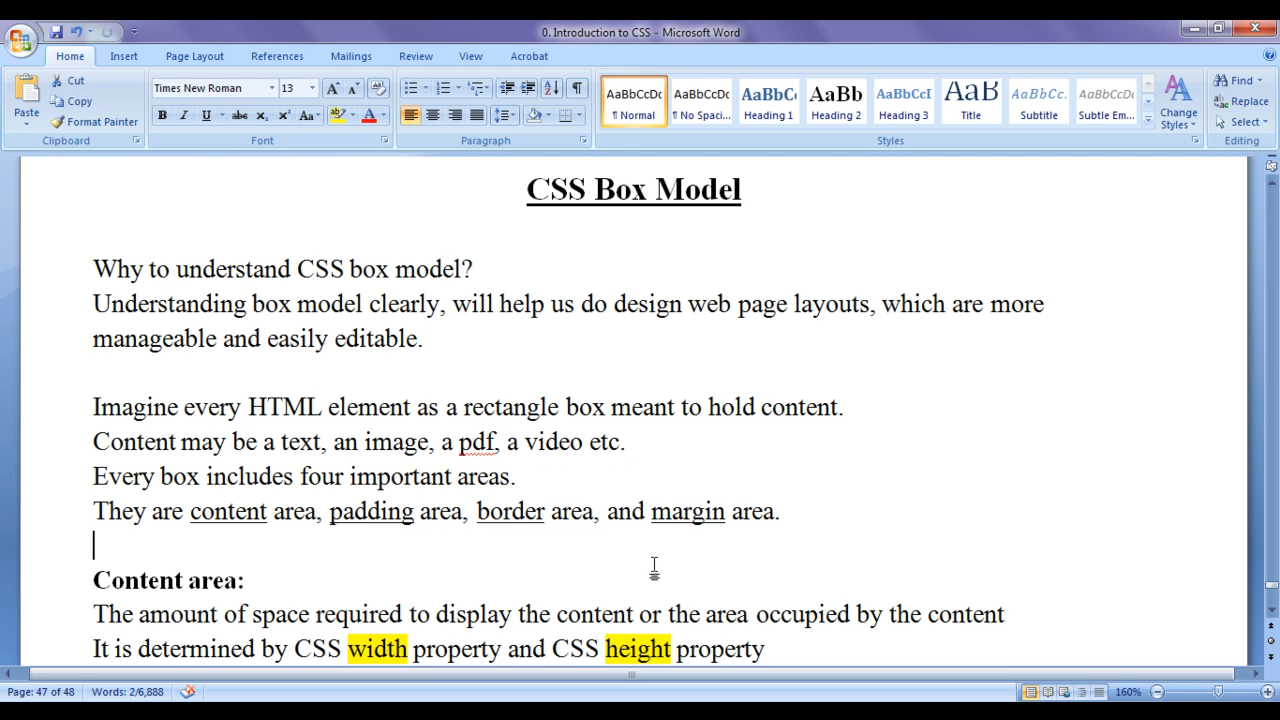 0. Introduction to CSS - Microsoft Word
Home Insert Page Layout References Mailings Review View Developer Acrobat
Paste
Cut
Copy
Format Painter
Clipboard
Times New Roman 13
Font
Paragraph
AaBbCcDc AaBbCcDc AaBbC AaBb AaBbCcI AaB AaBbCc. AaBbCcDc
¶ Normal ¶ No Spaci... Heading 1 Heading 2 Heading 3 Title Subtitle Subtle Em...
Change Styles
Styles
Find
Replace
Select
Editing
CSS Box Model
Why to understand CSS box model?
Understanding box model clearly, will help us do design web page layouts, which are more
manageable and easily editable.
Imagine every HTML element as a rectangle box meant to hold content.
Content may be a text, an image, a pdf, a video etc.
Every box includes four important areas.
They are content area, padding area, border area, and margin area.
Content area:
The amount of space required to display the content or the area occupied by the content
It is determined by CSS width property and CSS height property
Page: 47 of 48 Words: 2/6,888 160%